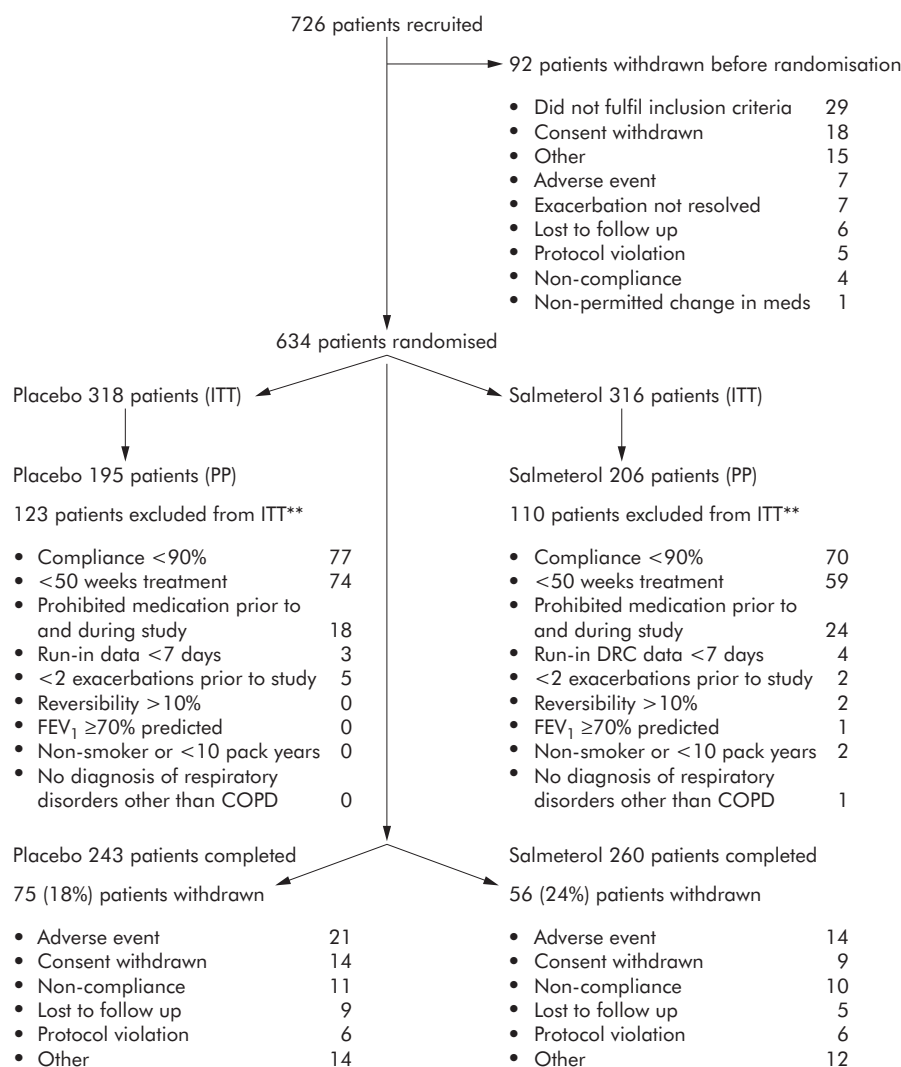 726 patients recruited
92 patients withdrawn before randomisation
• Did not fulfil inclusion criteria 29
• Consent withdrawn 18
• Other 15
• Adverse event 7
• Exacerbation not resolved 7
• Lost to follow up 6
• Protocol violation 5
• Non-compliance 4
• Non-permitted change in meds 1
634 patients randomised
Placebo 318 patients (ITT)
Placebo 195 patients (PP)
123 patients excluded from ITT**
• Compliance <90% 77
• <50 weeks treatment 74
• Prohibited medication prior to
and during study 18
• Run-in data <7 days 3
• <2 exacerbations prior to study 5
• Reversibility >10% 0
• FEV1 ≥70% predicted 0
• Non-smoker or <10 pack years 0
• No diagnosis of respiratory
disorders other than COPD 0
Salmeterol 316 patients (ITT)
Salmeterol 206 patients (PP)
110 patients excluded from ITT**
• Compliance <90% 70
• <50 weeks treatment 59
• Prohibited medication prior to
and during study 24
• Run-in DRC data <7 days 4
• <2 exacerbations prior to study 2
• Reversibility >10% 2
• FEV1 ≥70% predicted 1
• Non-smoker or <10 pack years 2
• No diagnosis of respiratory
disorders other than COPD 1
Placebo 243 patients completed
75 (18%) patients withdrawn
• Adverse event 21
• Consent withdrawn 14
• Non-compliance 11
• Lost to follow up 9
• Protocol violation 6
• Other 14
Salmeterol 260 patients completed
56 (24%) patients withdrawn
• Adverse event 14
• Consent withdrawn 9
• Non-compliance 10
• Lost to follow up 5
• Protocol violation 6
• Other 12